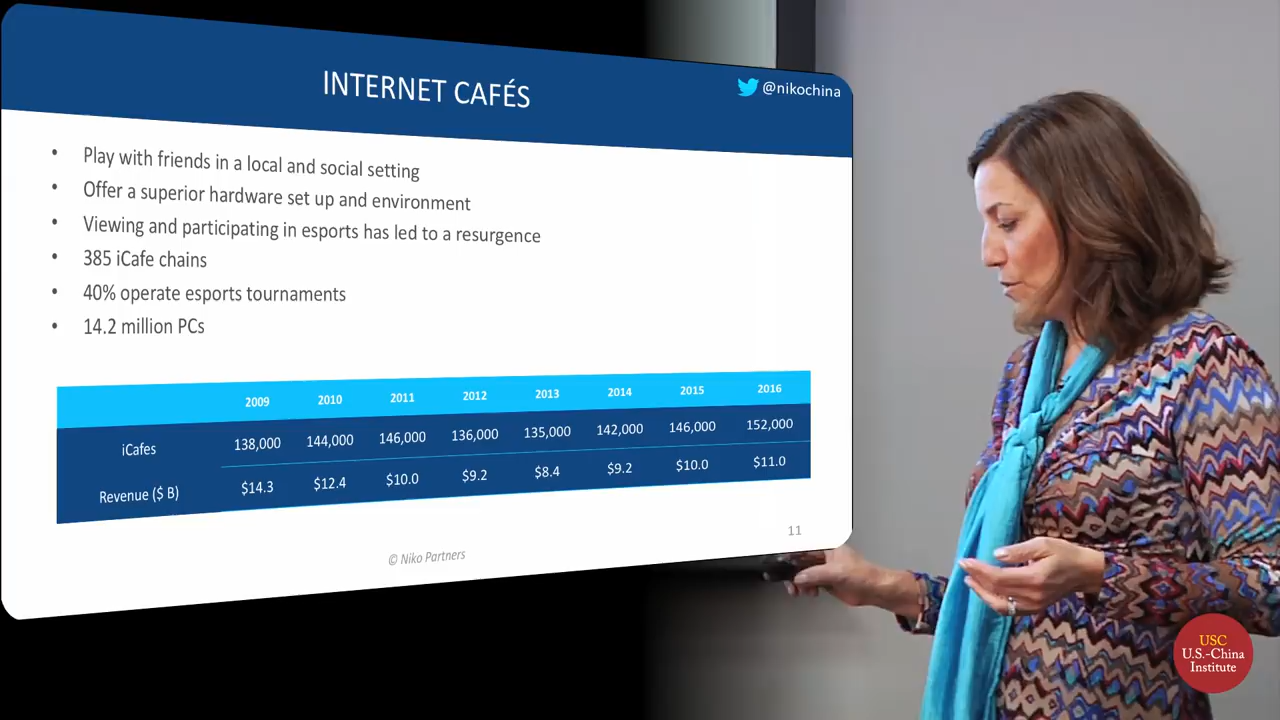 INTERNET CAFÉS
@nikochina
• Play with friends in a local and social setting
• Offer a superior hardware set up and environment
• Viewing and participating in esports has led to a resurgence
• 385 iCafe chains
• 40% operate esports tournaments
• 14.2 million PCs
2009 2010 2011 2012 2013 2014 2015 2016
iCafes 138,000 144,000 146,000 136,000 135,000 142,000 146,000 152,000
Revenue ($ B) $14.3 $12.4 $10.0 $9.2 $8.4 $9.2 $10.0 $11.0
11
© Niko Partners
USC
U.S.-China
Institute